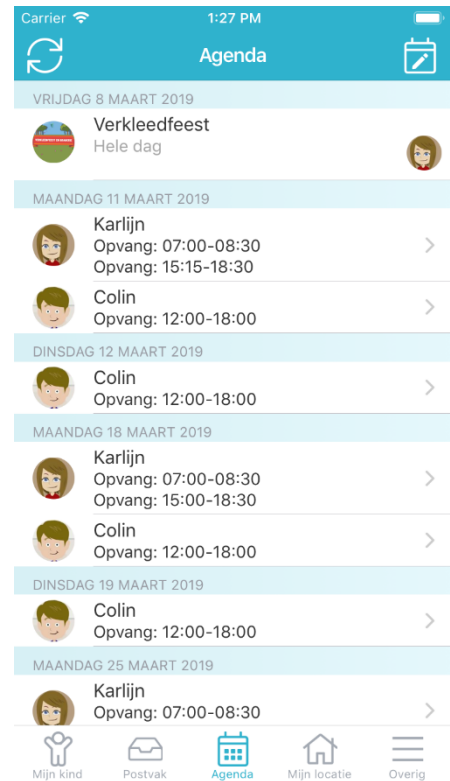 Carrier 1:27 PM
Agenda
VRIJDAG 8 MAART 2019
Verkleedfeest
Hele dag
MAANDAG 11 MAART 2019
Karlijn
Opvang: 07:00-08:30
Opvang: 15:15-18:30
Colin
Opvang: 12:00-18:00
DINSDAG 12 MAART 2019
Colin
Opvang: 12:00-18:00
MAANDAG 18 MAART 2019
Karlijn
Opvang: 07:00-08:30
Opvang: 15:00-18:30
Colin
Opvang: 12:00-18:00
DINSDAG 19 MAART 2019
Colin
Opvang: 12:00-18:00
MAANDAG 25 MAART 2019
Karlijn
Opvang: 07:00-08:30
Mijn kind Postvak Agenda Mijn locatie Overig